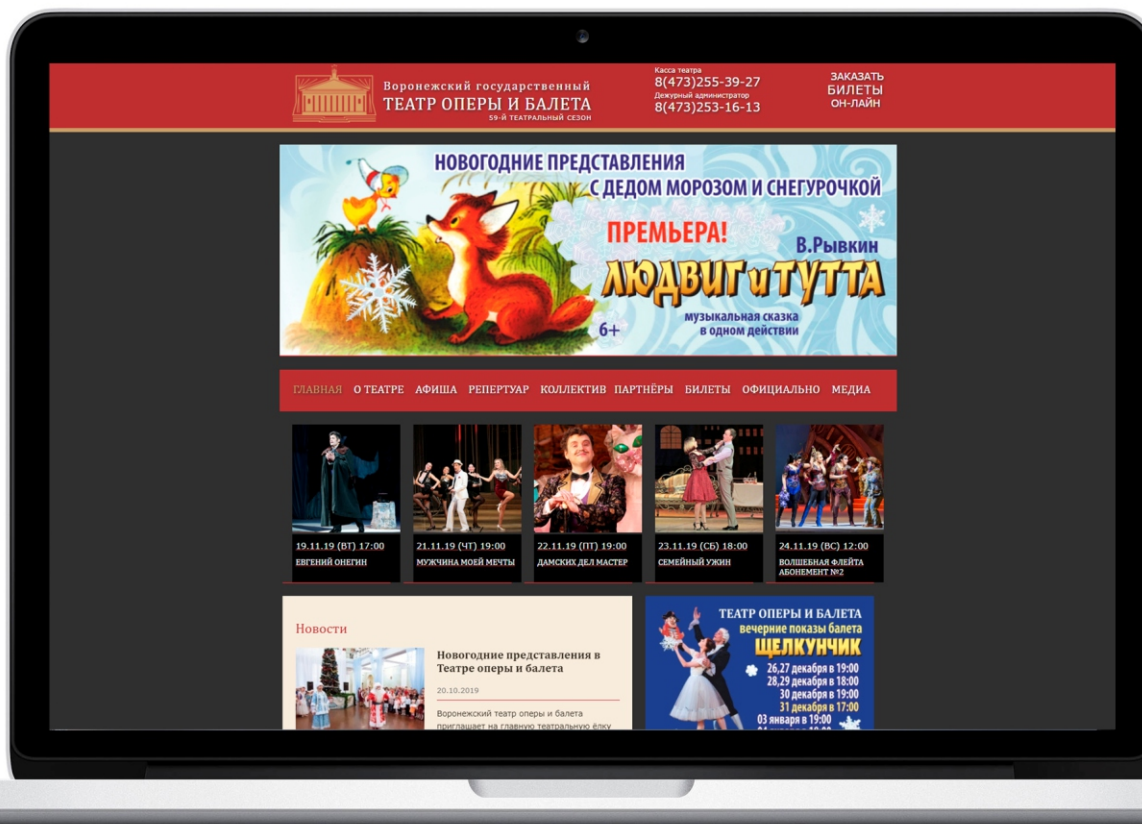 Воронежский государственный
ТЕАТР ОПЕРЫ И БАЛЕТА
59-Й ТЕАТРАЛЬНЫЙ СЕЗОН
Касса театра
8(473)255-39-27
Дежурный администратор
8(473)253-16-13
ЗАКАЗАТЬ
БИЛЕТЫ
ОН-ЛАЙН
НОВОГОДНИЕ ПРЕДСТАВЛЕНИЯ
С ДЕДОМ МОРОЗОМ И СНЕГУРОЧКОЙ
ПРЕМЬЕРА!
В.Рывкин
ЛЮДВИГ и ТУТТА
музыкальная сказка
в одном действии
6+
ГЛАВНАЯ О ТЕАТРЕ АФИША РЕПЕРТУАР КОЛЛЕКТИВ ПАРТНЁРЫ БИЛЕТЫ ОФИЦИАЛЬНО МЕДИА
19.11.19 (ВТ) 17:00
ЕВГЕНИЙ ОНЕГИН
21.11.19 (ЧТ) 19:00
МУЖЧИНА МОЕЙ МЕЧТЫ
22.11.19 (ПТ) 19:00
ДАМСКИХ ДЕЛ МАСТЕР
23.11.19 (СБ) 18:00
СЕМЕЙНЫЙ УЖИН
24.11.19 (ВС) 12:00
ВОЛШЕБНАЯ ФЛЕЙТА
АБОНЕМЕНТ №2
Новости
Новогодние представления в
Театре оперы и балета
20.10.2019
Воронежский театр оперы и балета
приглашает на главную театральную ёлку
ТЕАТР ОПЕРЫ И БАЛЕТА
вечерние показы балета
ЩЕЛКУНЧИК
26,27 декабря в 19:00
28,29 декабря в 18:00
30 декабря в 19:00
31 декабря в 17:00
03 января в 19:00